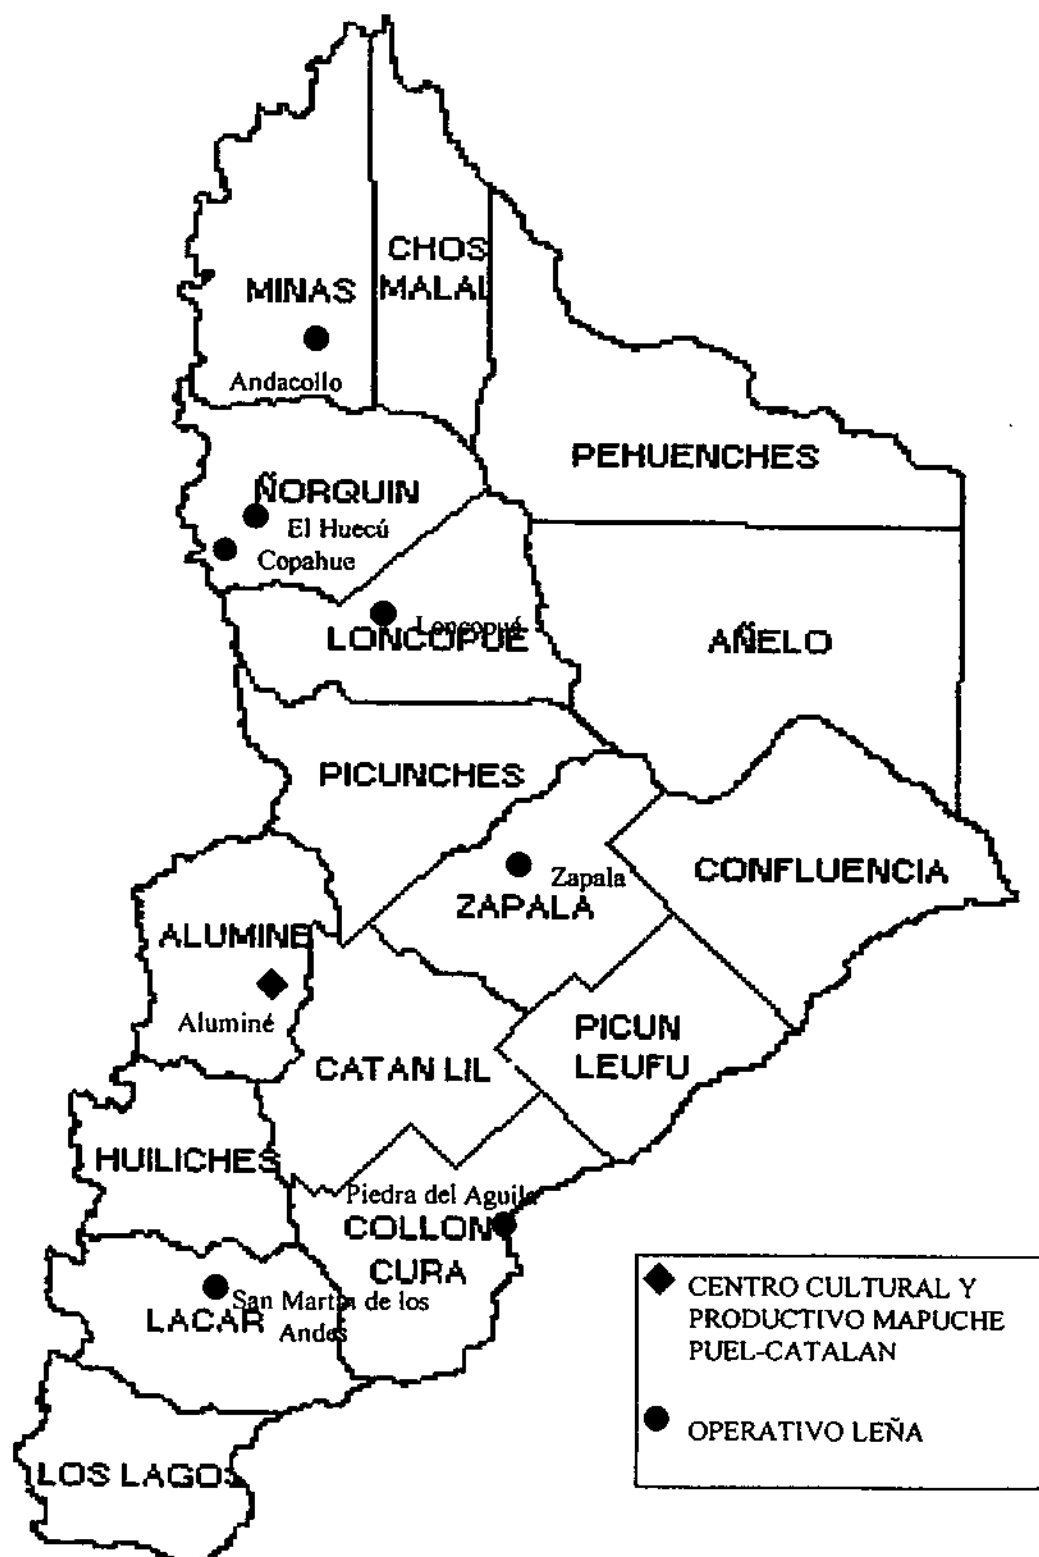 CHOS
MALAL
MINAS
Andacollo
PEHUENCHES
ÑORQUIN
El Huecú
Copahue
Loncopué
LONCOPUE
AÑELO
PICUNCHES
Zapala
ZAPALA
CONFLUENCIA
ALUMINE
Aluminé
PICUN
LEUFU
CATAN LIL
HUILICHES
Piedra del Aguila
COLLON
CURA
San Martin de los
Andes
LACAR
LOS LAGOS
CENTRO CULTURAL Y
PRODUCTIVO MAPUCHE
PUEL-CATALAN
OPERATIVO LEÑA